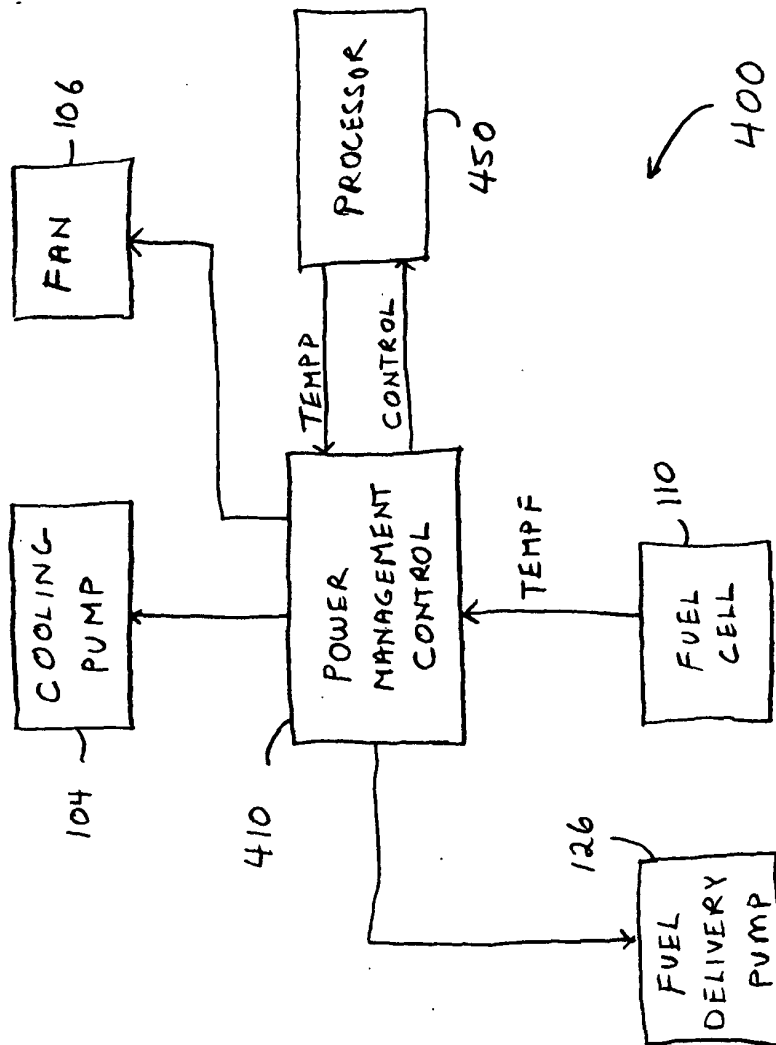 COOLING
PUMP
104
FAN
106
410
POWER
MANAGEMENT
CONTROL
TEMPP
CONTROL
PROCESSOR
450
TEMPF
126
FUEL
DELIVERY
PUMP
FUEL
CELL
110
400